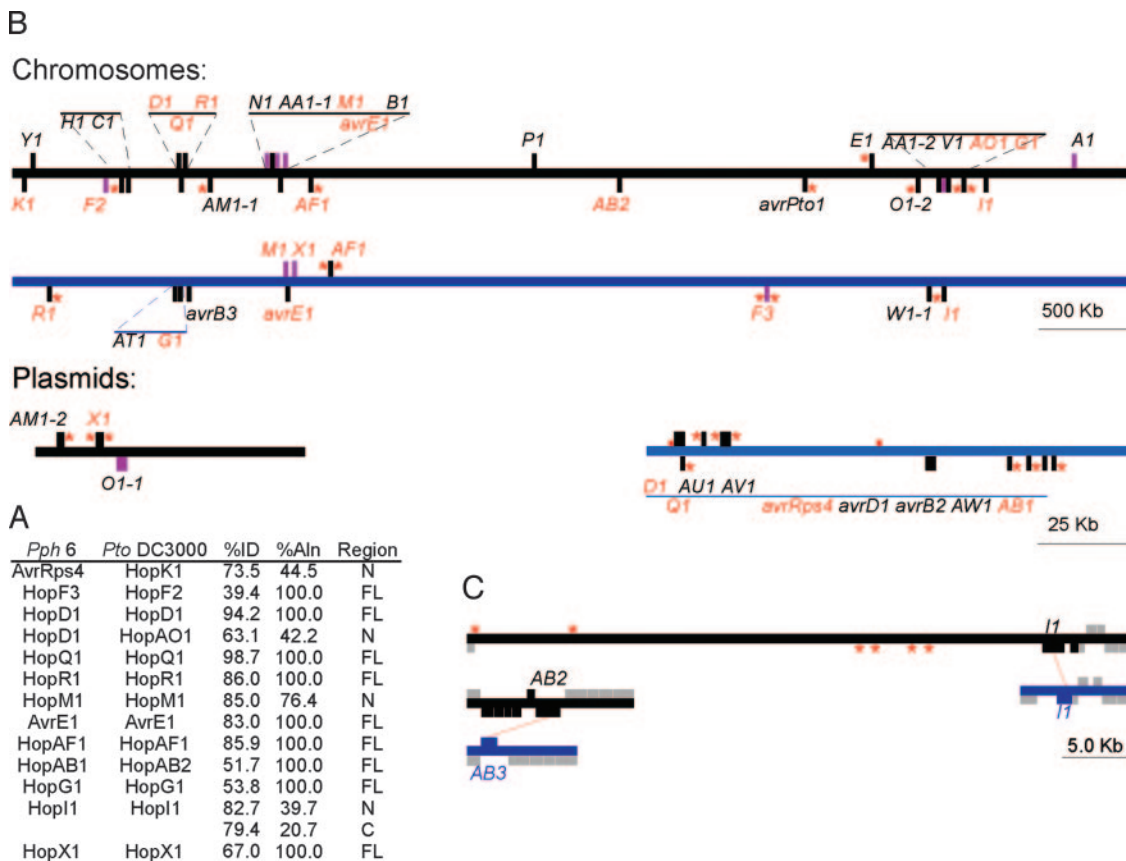 B
Chromosomes:
D1 R1 N1 AA1-1 M1 B1
H1 C1 Q1 avrE1
Y1 P1 E1 AA1-2 V1 AO1 G1 A1
K1 F2 AM1-1 AF1 AB2 avrPto1 O1-2 I1
M1 X1 AF1
R1 avrB3 avrE1 F3 W1-1 I1
500 Kb
AT1 G1
Plasmids:
AM1-2 X1
O1-1
D1 AU1 AV1
Q1 avrRps4 avrD1 avrB2 AW1 AB1
25 Kb
A
Pph 6 Pto DC3000 %ID %Aln Region
AvrRps4 HopK1 73.5 44.5 N
HopF3 HopF2 39.4 100.0 FL
HopD1 HopD1 94.2 100.0 FL
HopD1 HopAO1 63.1 42.2 N
HopQ1 HopQ1 98.7 100.0 FL
HopR1 HopR1 86.0 100.0 FL
HopM1 HopM1 85.0 76.4 N
AvrE1 AvrE1 83.0 100.0 FL
HopAF1 HopAF1 85.9 100.0 FL
HopAB1 HopAB2 51.7 100.0 FL
HopG1 HopG1 53.8 100.0 FL
HopI1 HopI1 82.7 39.7 N
79.4 20.7 C
HopX1 HopX1 67.0 100.0 FL
C
I1
AB2
I1
AB3
5.0 Kb